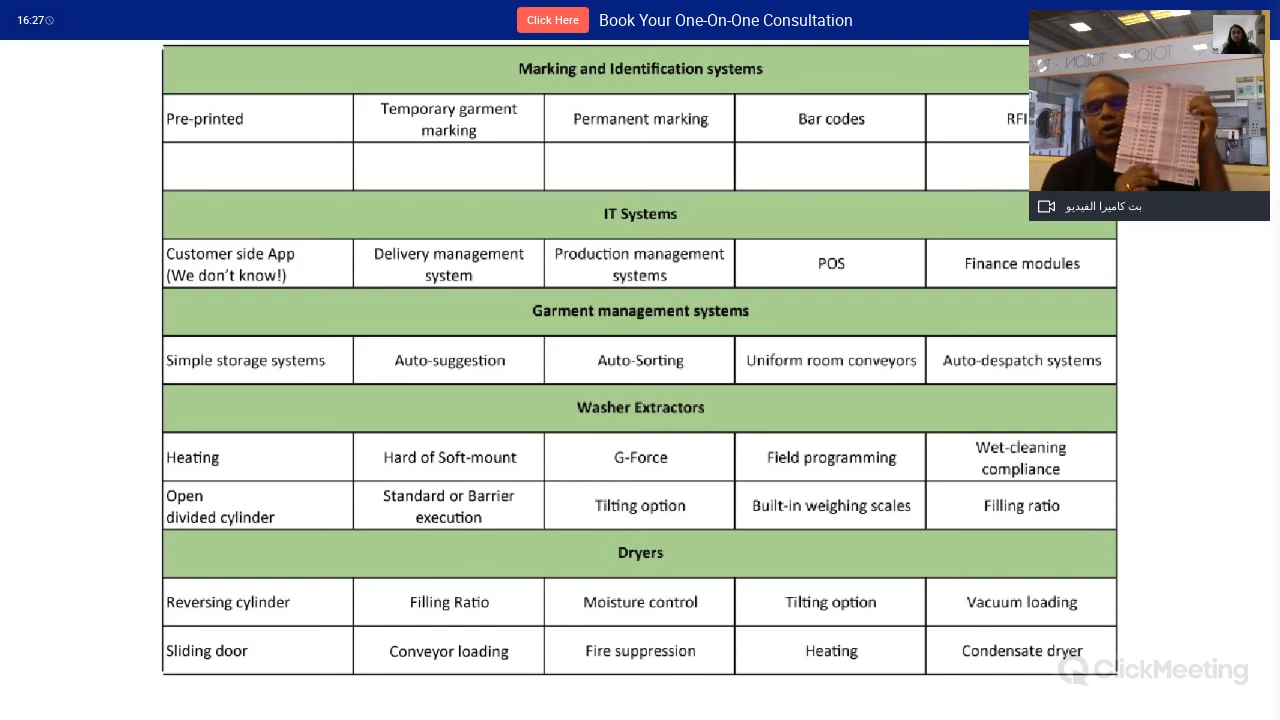 16:27
Click Here
Book Your One-On-One Consultation
Marking and Identification systems
Pre-printed
Temporary garment
marking
Permanent marking
Bar codes
RFI
بث كاميرا الفيديو
IT Systems
Customer side App
(We don't know!)
Delivery management
system
Production management
systems
POS
Finance modules
Garment management systems
Simple storage systems
Auto-suggestion
Auto-Sorting
Uniform room conveyors
Auto-despatch systems
Washer Extractors
Heating
Hard of Soft-mount
G-Force
Field programming
Wet-cleaning
compliance
Open
divided cylinder
Standard or Barrier
execution
Tilting option
Built-in weighing scales
Filling ratio
Dryers
Reversing cylinder
Filling Ratio
Moisture control
Tilting option
Vacuum loading
Sliding door
Conveyor loading
Fire suppression
Heating
Condensate dryer
ClickMeeting